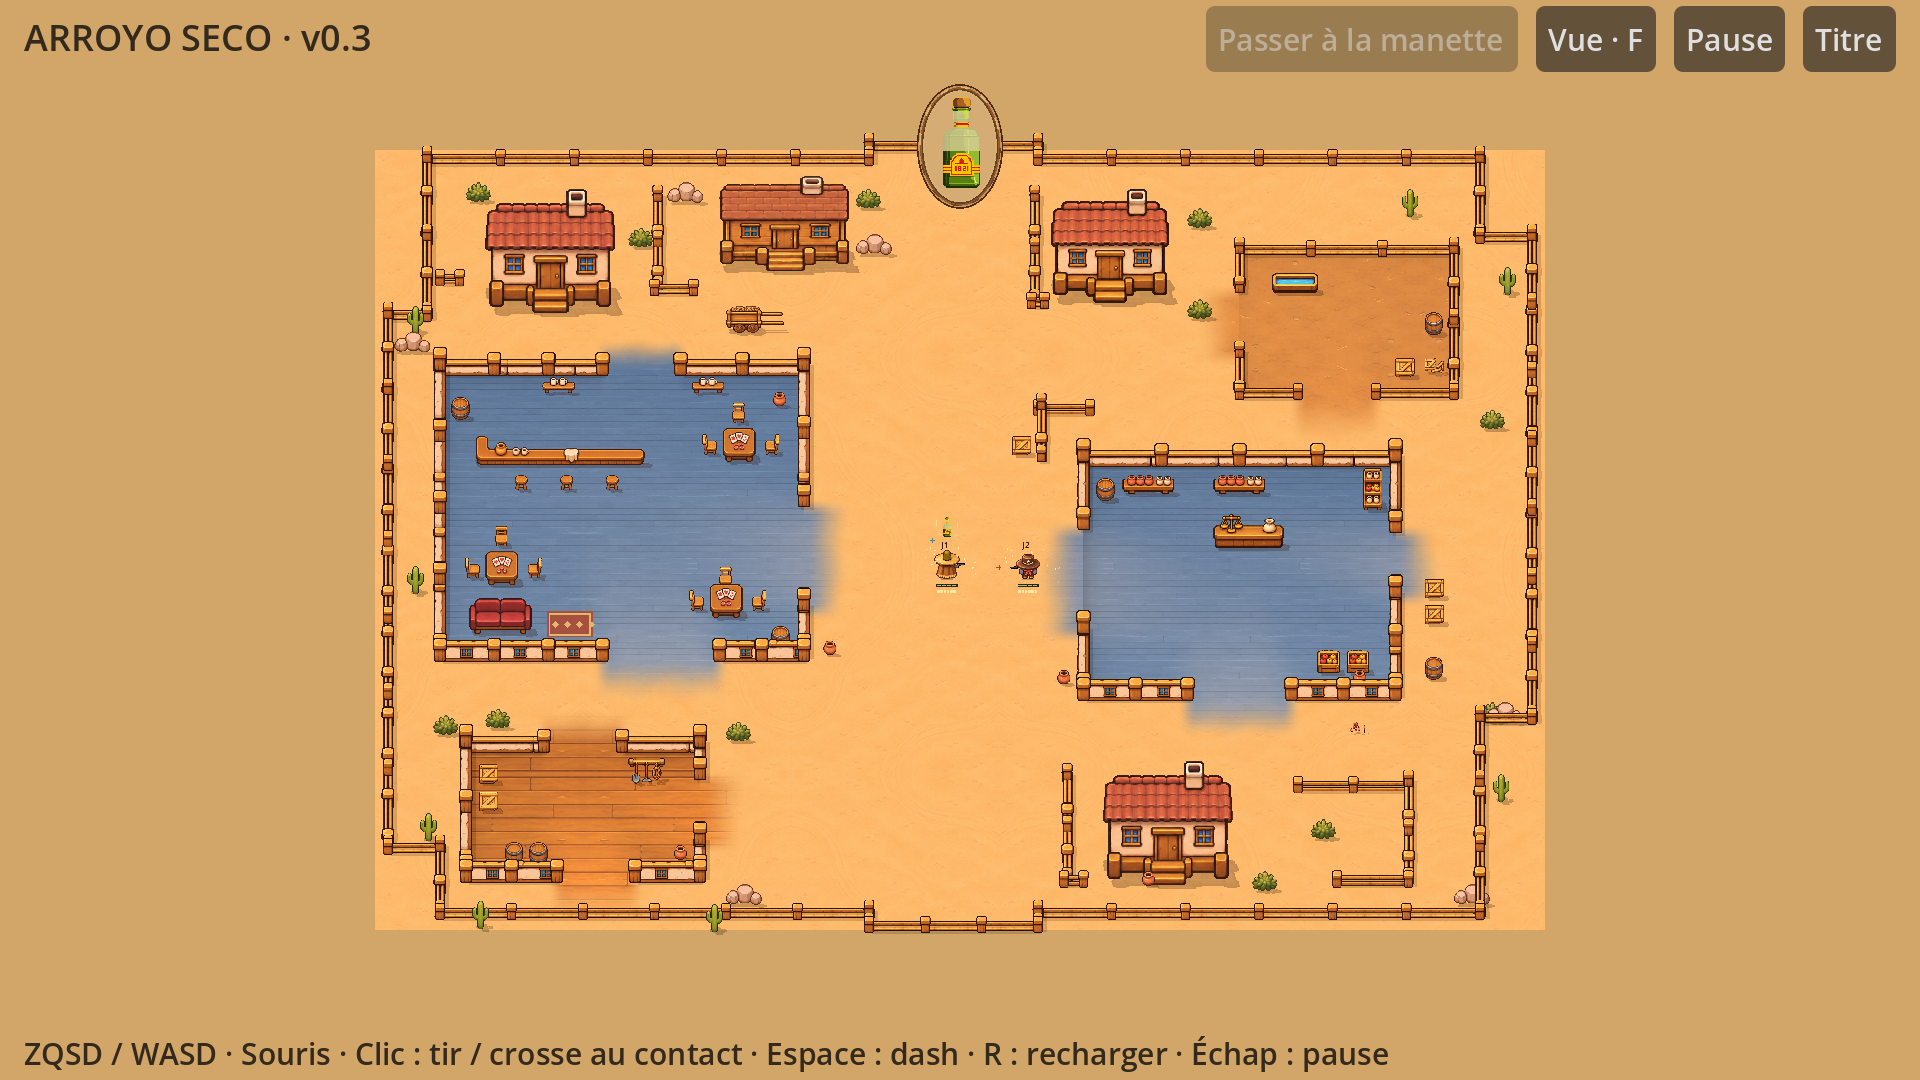 ARROYO SECO · v0.3
Passer à la manette
Vue · F
Pause
Titre
1821
J1
J2
ZQSD / WASD · Souris · Clic : tir / crosse au contact · Espace : dash · R : recharger · Échap : pause